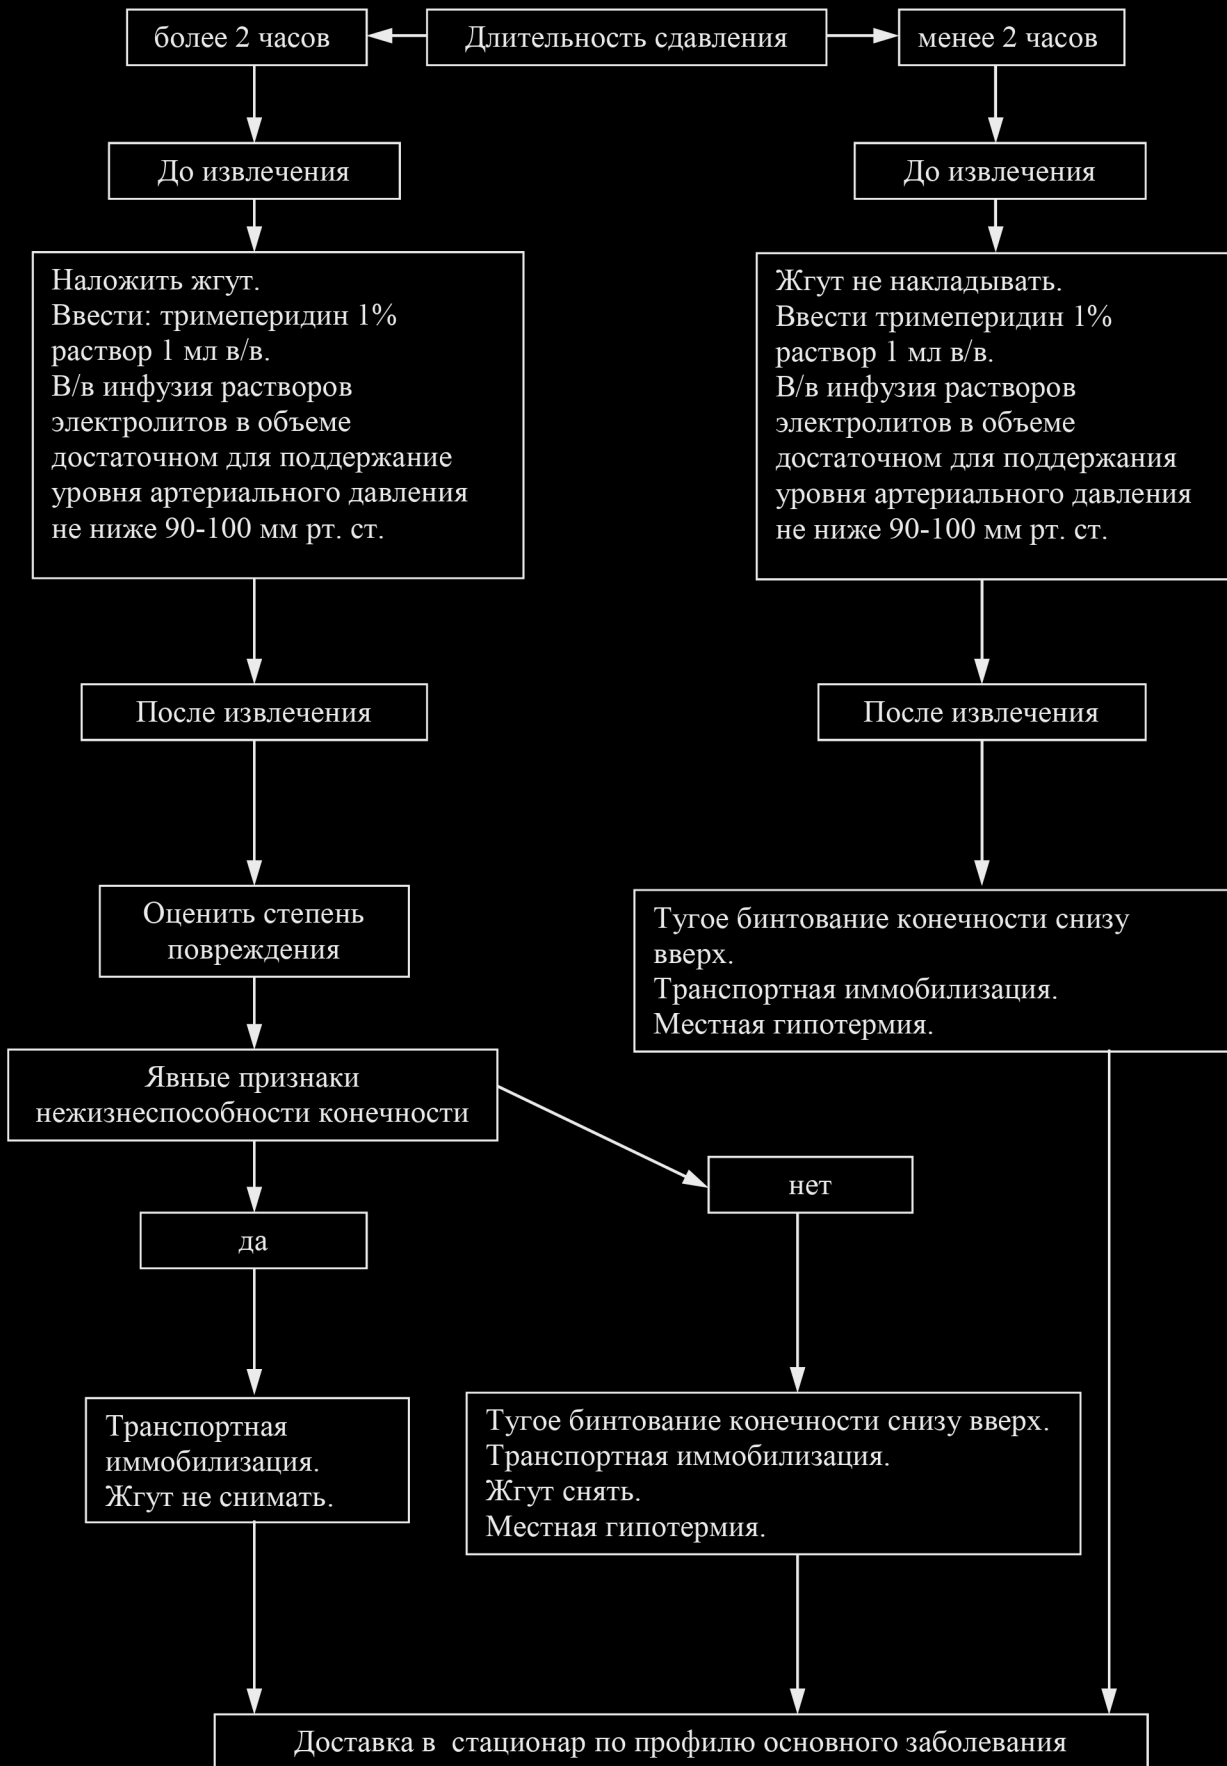 более 2 часов
Длительность сдавления
менее 2 часов
До извлечения
До извлечения
Наложить жгут.
Ввести: тримеперидин 1%
раствор 1 мл в/в.
В/в инфузия растворов
электролитов в объеме
достаточном для поддержание
уровня артериального давления
не ниже 90-100 мм рт. ст.
Жгут не накладывать.
Ввести тримеперидин 1%
раствор 1 мл в/в.
В/в инфузия растворов
электролитов в объеме
достаточном для поддержания
уровня артериального давления
не ниже 90-100 мм рт. ст.
После извлечения
После извлечения
Оценить степень
повреждения
Тугое бинтование конечности снизу
вверх.
Транспортная иммобилизация.
Местная гипотермия.
Явные признаки
нежизнеспособности конечности
нет
да
Транспортная
иммобилизация.
Жгут не снимать.
Тугое бинтование конечности снизу вверх.
Транспортная иммобилизация.
Жгут снять.
Местная гипотермия.
Доставка в  стационар по профилю основного заболевания